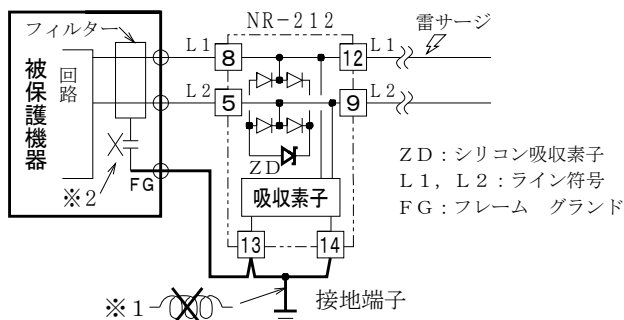 フィルター
NR-212
雷サージ
L1
8
12
L1
被保護機器
回路
L2
5
9
L2
ZD
ZD:シリコン吸収素子
L1,L2:ライン符号
FG:フレーム グランド
※2
FG
吸収素子
13
14
※1
接地端子